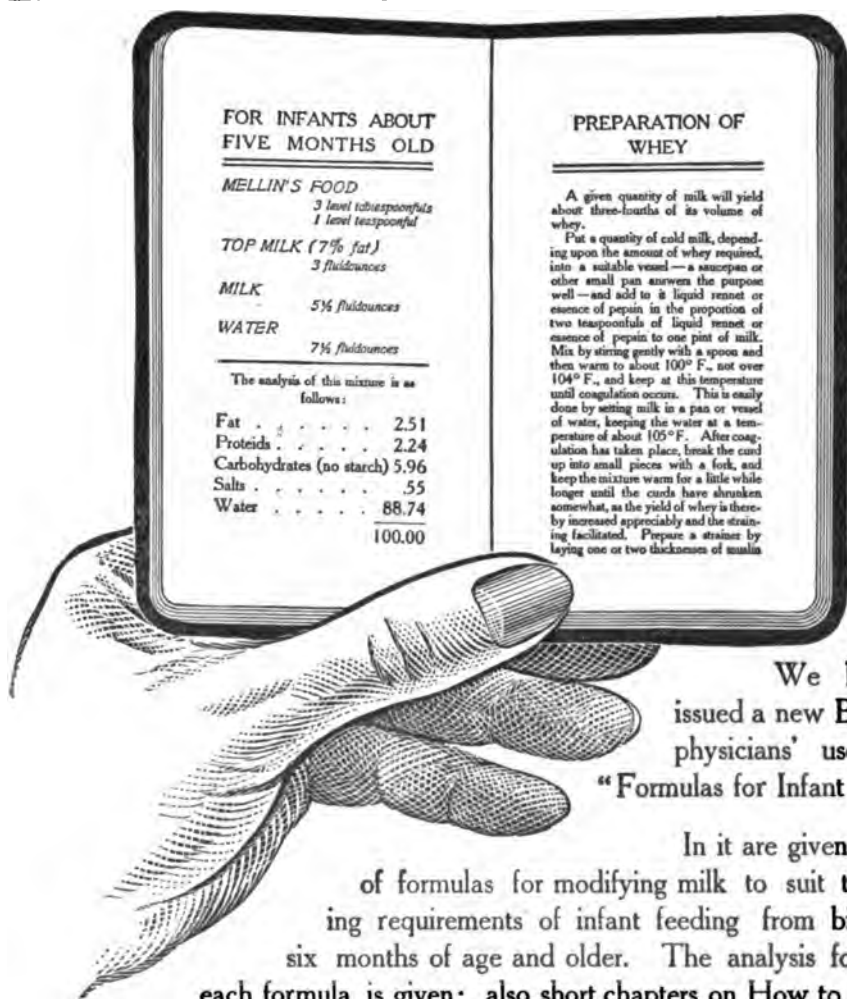 FOR INFANTS ABOUT
FIVE MONTHS OLD
MELLIN'S FOOD
3 level tablespoonfuls
1 level teaspoonful
TOP MILK (7% fat)
3 fluidounces
MILK
5½ fluidounces
WATER
7½ fluidounces
The analysis of this mixture is as
follows:
Fat . . . . . . 2.51
Proteids . . . . . 2.24
Carbohydrates (no starch) 5.96
Salts . . . . . . .55
Water . . . . . 88.74
100.00
PREPARATION OF
WHEY
A given quantity of milk will yield
about three-fourths of its volume of
whey.
Put a quantity of cold milk, depend-
ing upon the amount of whey required,
into a suitable vessel — a saucepan or
other small pan answers the purpose
well — and add to it liquid rennet or
essence of pepsin in the proportion of
two teaspoonfuls of liquid rennet or
essence of pepsin to one pint of milk.
Mix by stirring gently with a spoon and
then warm to about 100° F., not over
104° F., and keep at this temperature
until coagulation occurs. This is easily
done by setting milk in a pan or vessel
of water, keeping the water at a tem-
perature of about 105° F. After coag-
ulation has taken place, break the curd
up into small pieces with a fork, and
keep the mixture warm for a little while
longer until the curds have shrunken
somewhat, as the yield of whey is there-
by increased appreciably and the strain-
ing facilitated. Prepare a strainer by
laying one or two thicknesses of muslin
We
issued a new
physicians' us
"Formulas for Infant
In it are given
of formulas for modifying milk to suit
ing requirements of infant feeding from
six months of age and older. The analysis
each formula is given; also short chapters on How to